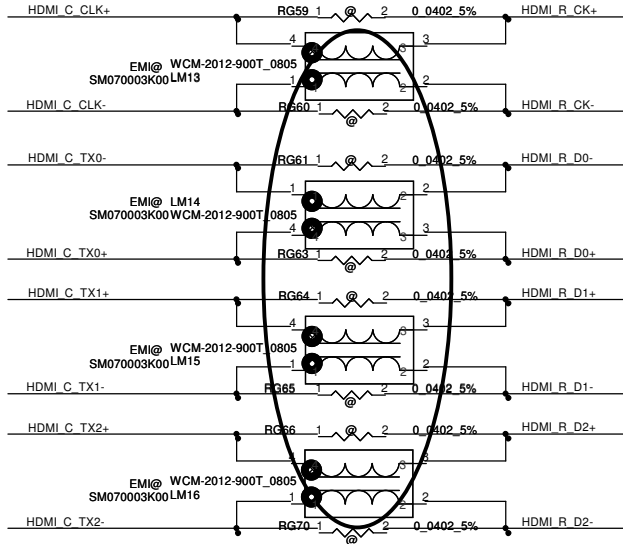 HDMI_C_CLK+ RG59 1 @ 2 0_0402_5% HDMI_R_CK+
4 3
EMI@ WCM-2012-900T_0805 4 3
SM070003K00 LM13
1 1 2 2
HDMI_C_CLK- RG60 1 2 0_0402_5% HDMI_R_CK-
@
HDMI_C_TX0- RG61 1 @ 2 0_0402_5% HDMI_R_D0-
1 2
EMI@ LM14 2
SM070003K00 WCM-2012-900T_0805
4 4 3 3
HDMI_C_TX0+ RG63 1 2 0_0402_5% HDMI_R_D0+
@
HDMI_C_TX1+ RG64 1 @ 2 0_0402_5% HDMI_R_D1+
4 3
EMI@ WCM-2012-900T_0805 3
SM070003K00 LM15
1 1 2 2
HDMI_C_TX1- RG65 1 2 0_0402_5% HDMI_R_D1-
@
HDMI_C_TX2+ RG66 1 @ 2 0_0402_5% HDMI_R_D2+
4 3
EMI@ WCM-2012-900T_0805 3
SM070003K00 LM16
1 2 2
HDMI_C_TX2- RG70 1 2 0_0402_5% HDMI_R_D2-
@